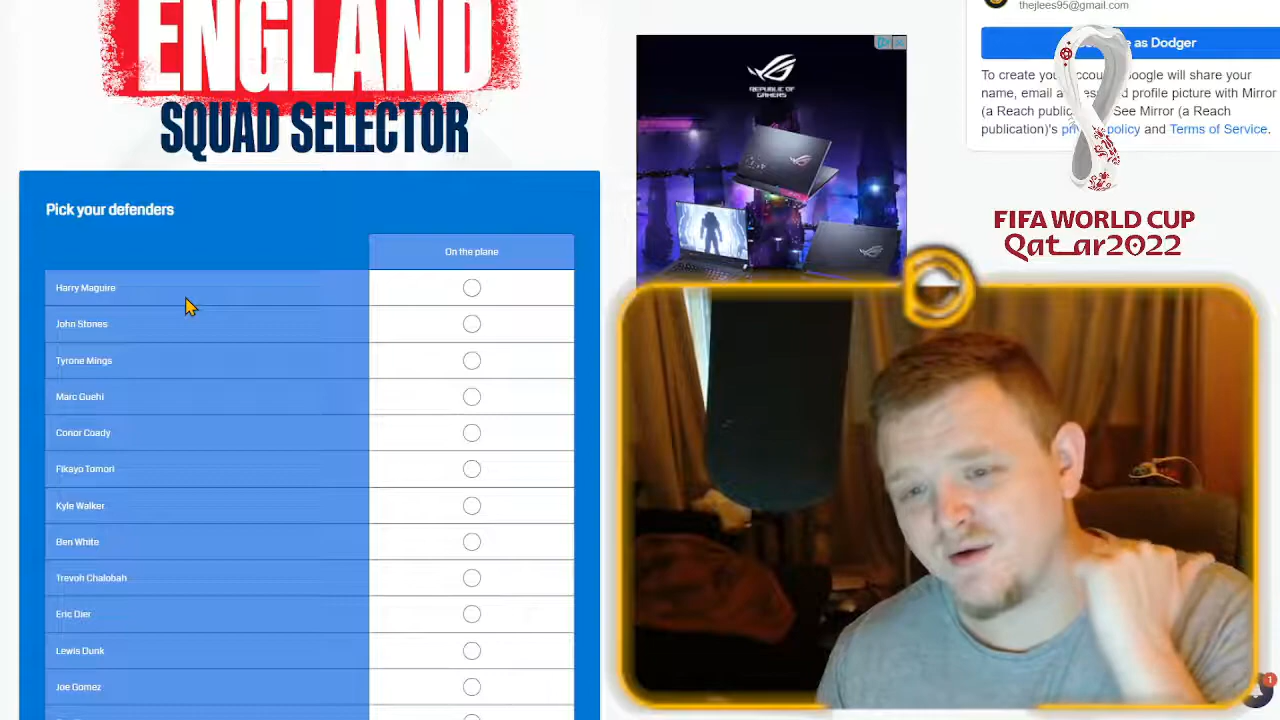 ENGLAND
SQUAD SELECTOR
Pick your defenders
On the plane
Harry Maguire
John Stones
Tyrone Mings
Marc Guehi
Conor Coady
Fikayo Tomori
Kyle Walker
Ben White
Trevoh Chalobah
Eric Dier
Lewis Dunk
Joe Gomez
REPUBLIC OF
GAMERS
thejlees95@gmail.com
as Dodger
To create you ccoun Google will share your
name, email a profile picture with Mirror
(a Reach public See Mirror (a Reach
publication)'s policy and Terms of Service.
FIFA WORLD CUP
Qatar2022
1